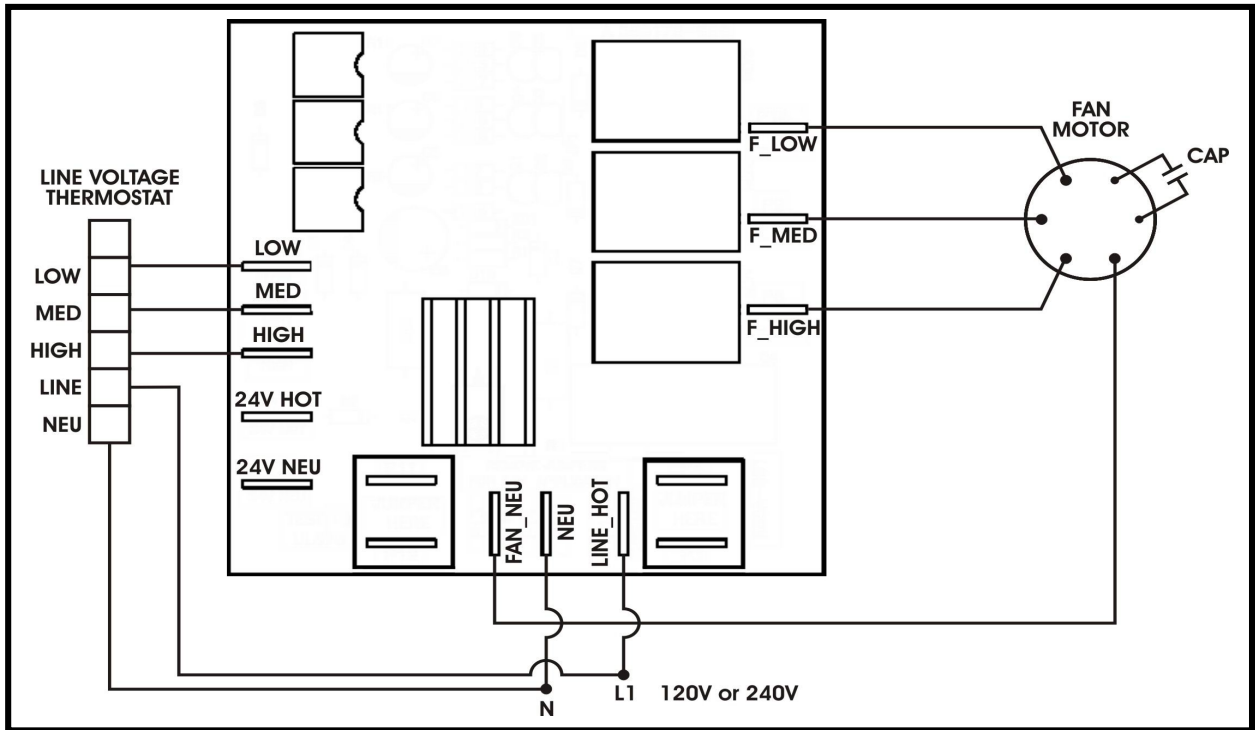 FAN
MOTOR
CAP
F_LOW
F_MED
F_HIGH
LINE VOLTAGE
THERMOSTAT
LOW
MED
HIGH
LINE
NEU
LOW
MED
HIGH
24V HOT
24V NEU
FAN_NEU
NEU
LINE_HOT
N
L1 120V or 240V